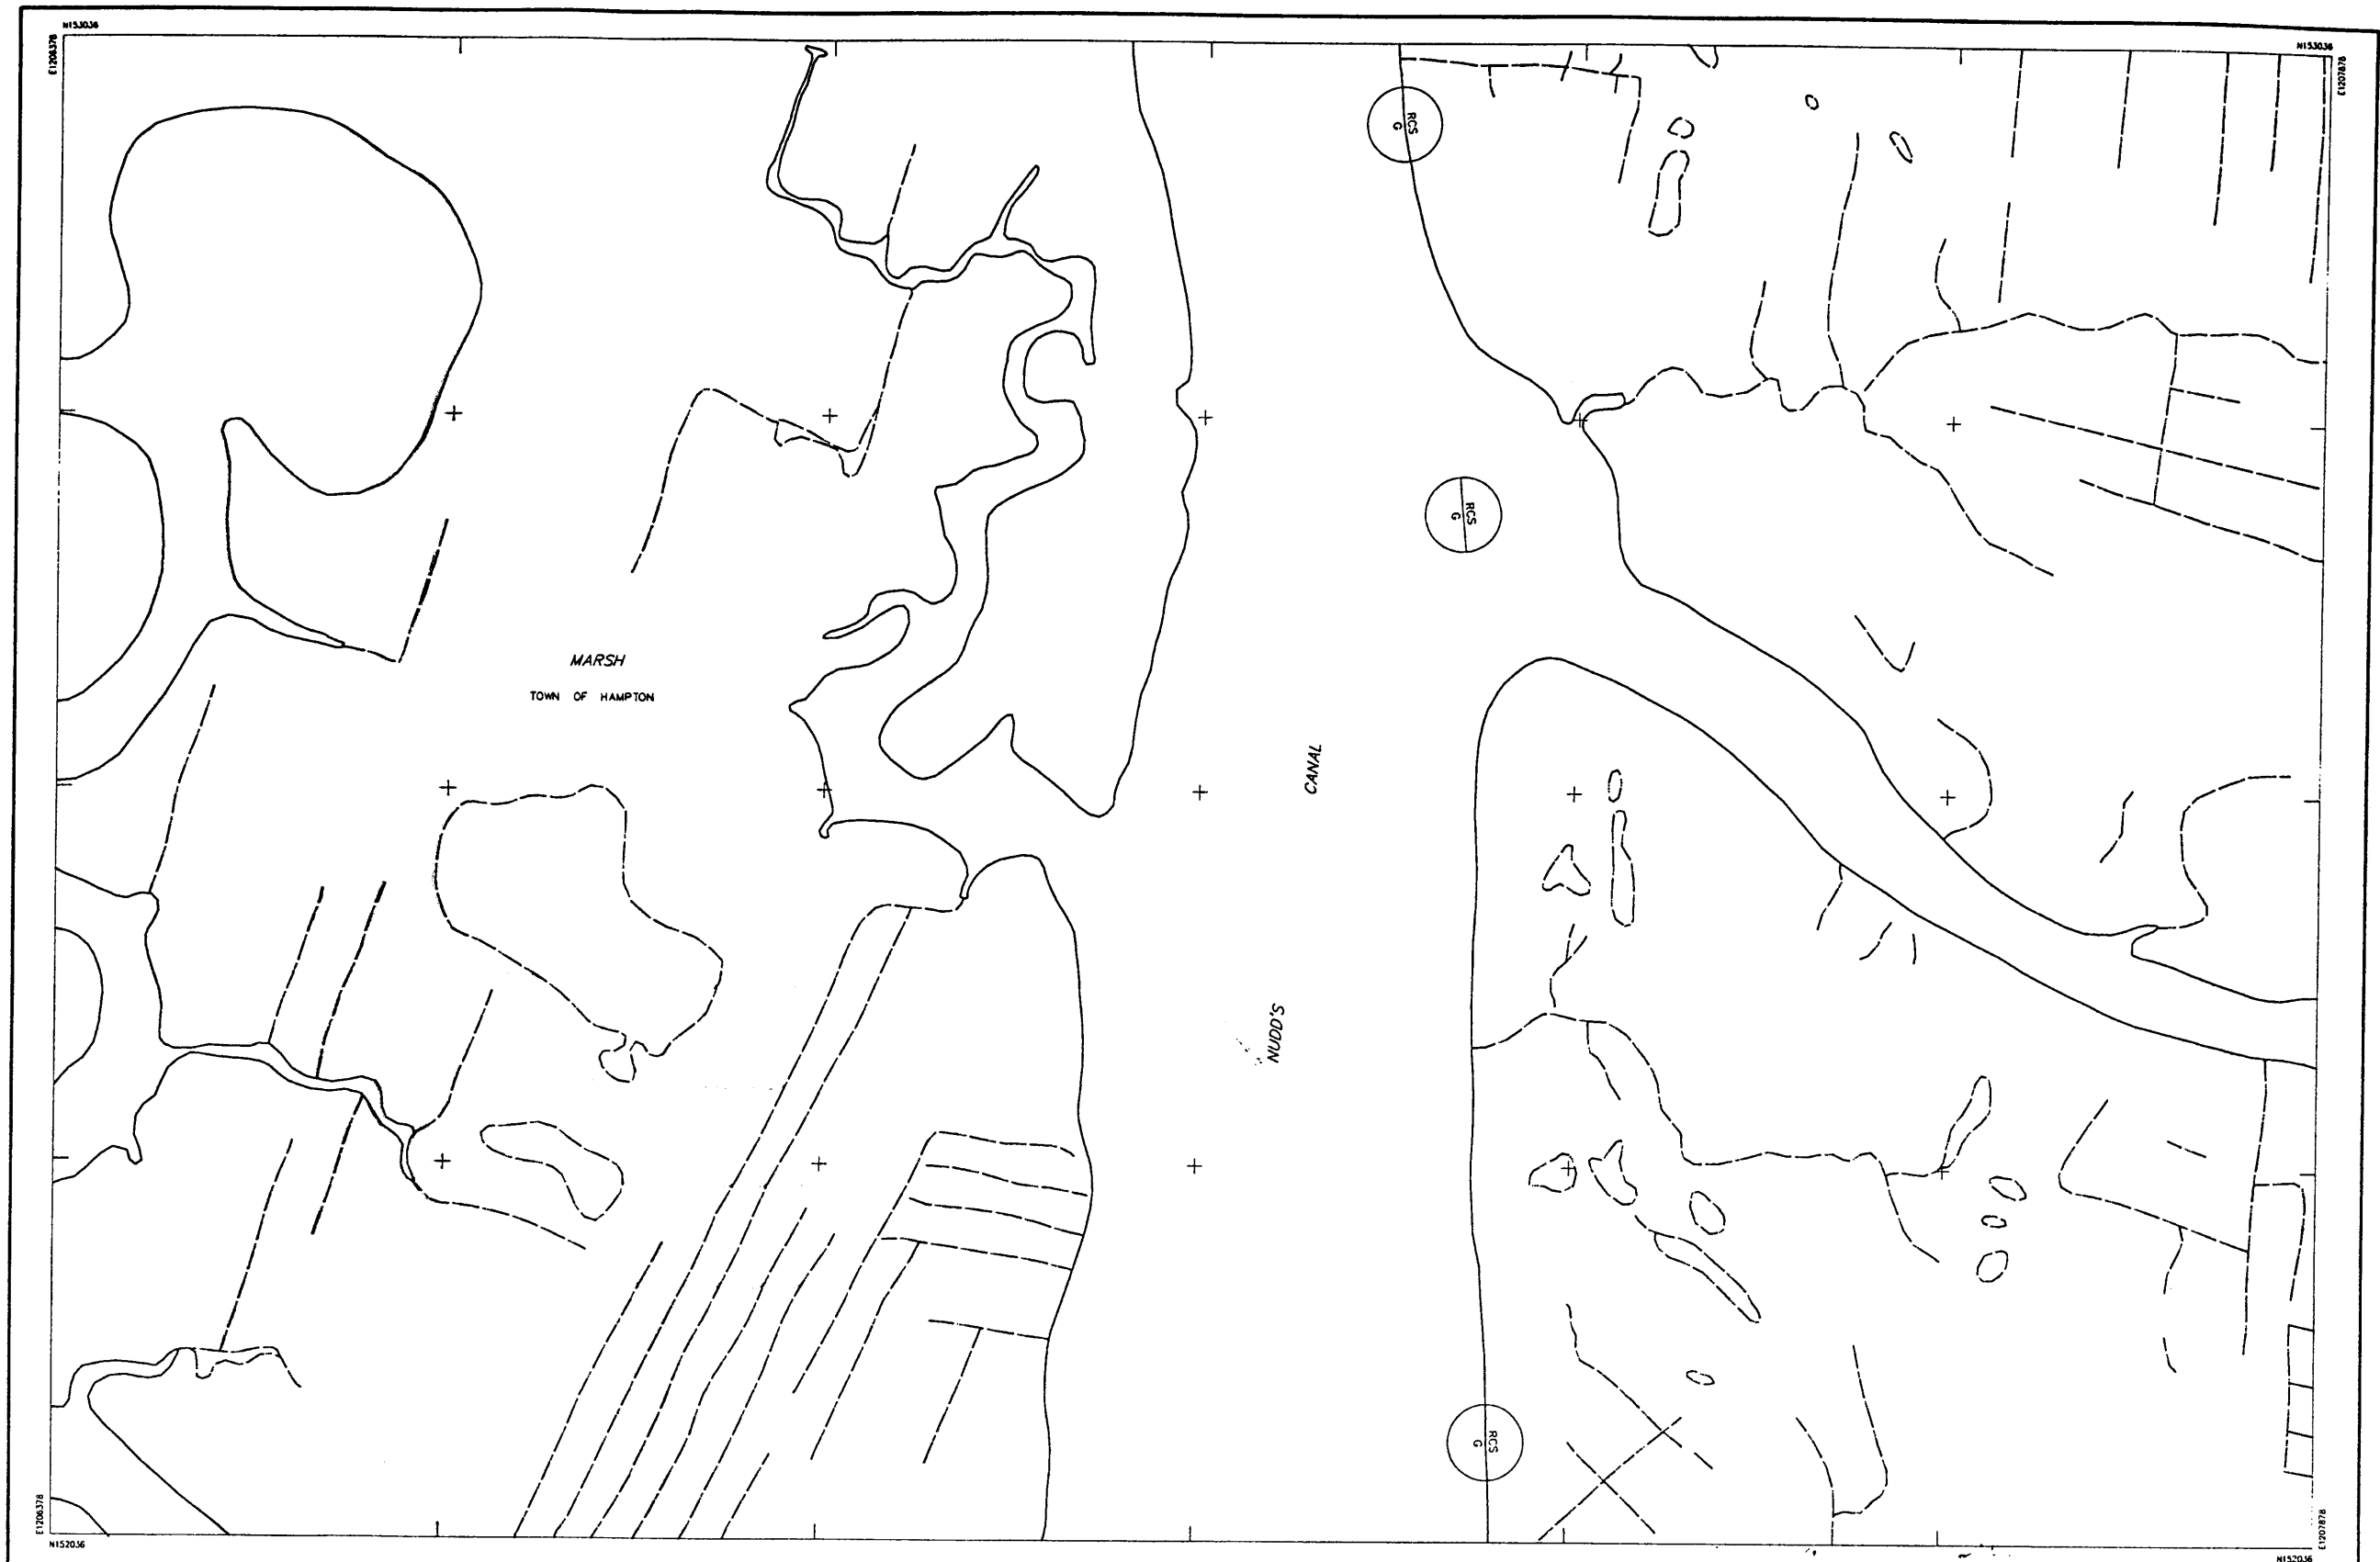 N153036
N153036
E1206378
E1207878
RCS
G
RCS
G
MARSH
TOWN OF HAMPTON
CANAL
NUDD'S
RCS
G
E1206378
E1207878
N152036
N152036